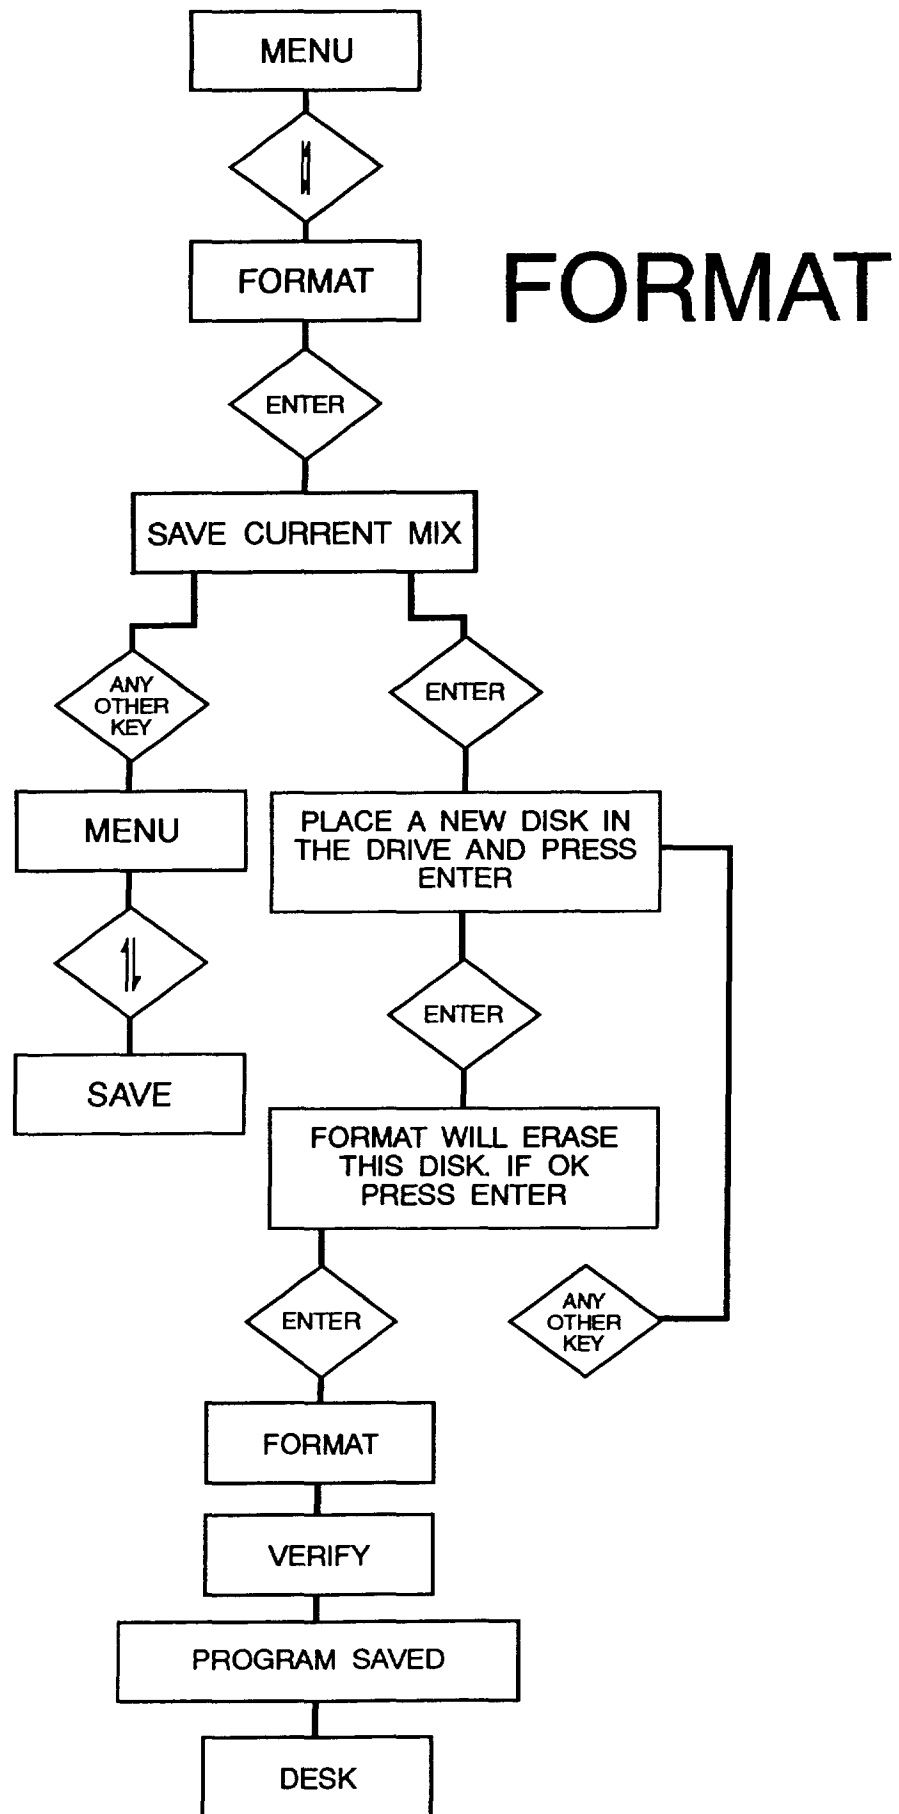 MENU
FORMAT
FORMAT
ENTER
SAVE CURRENT MIX
ANY
OTHER
KEY
ENTER
MENU
PLACE A NEW DISK IN
THE DRIVE AND PRESS
ENTER
ENTER
SAVE
FORMAT WILL ERASE
THIS DISK. IF OK
PRESS ENTER
ENTER
ANY
OTHER
KEY
FORMAT
VERIFY
PROGRAM SAVED
DESK